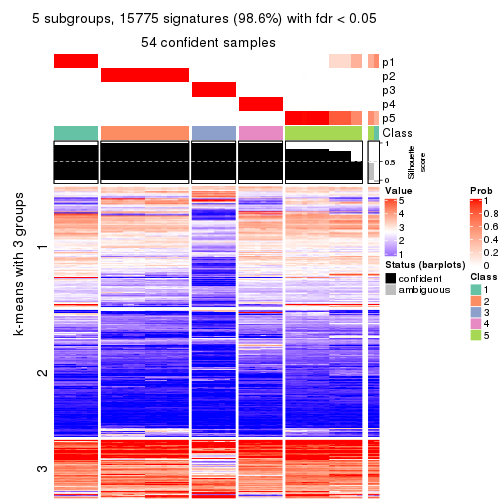 5 subgroups, 15775 signatures (98.6%) with fdr < 0.05
54 confident samples
p1
p2
p3
p4
p5
Class
1
0.5
0
Silhouette
score
k-means with 3 groups
1
2
3
Value
5
4
3
2
1
Status (barplots)
confident
ambiguous
Prob
1
0.8
0.6
0.4
0.2
0
Class
1
2
3
4
5